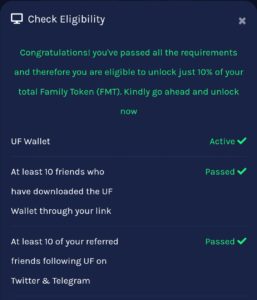 Check Eligibility
Congratulations! you've passed all the requirements
and therefore you are eligible to unlock just 10% of your
total Family Token (FMT). Kindly go ahead and unlock
now
UF Wallet Active
At least 10 friends who Passed
have downloaded the UF
Wallet through your link
At least 10 of your referred Passed
friends following UF on
Twitter & Telegram